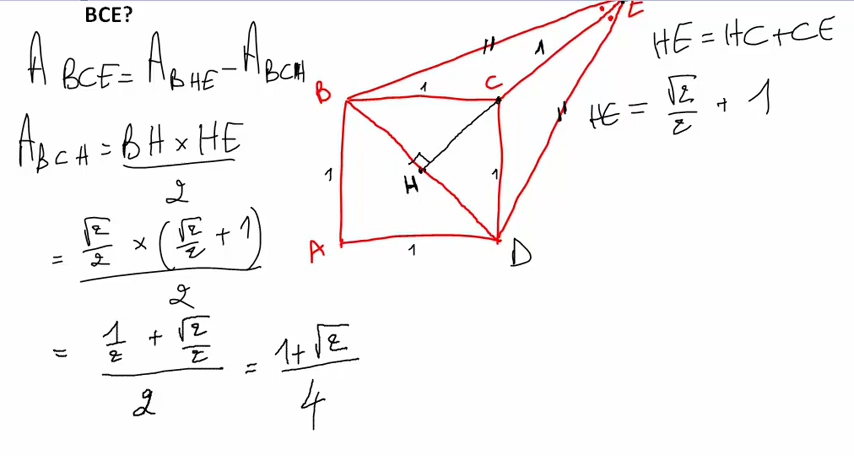 BCE?
A BCE = A BHE - A BCH
A BCH = BH × HE / 2
= √2/2 × (√2/2 + 1) / 2
= 1/2 + √2/2 / 2 = 1+√2 / 4
B 1 C 1 E
1 H 1
A 1 D
HE = HC + CE
HE = √2/2 + 1